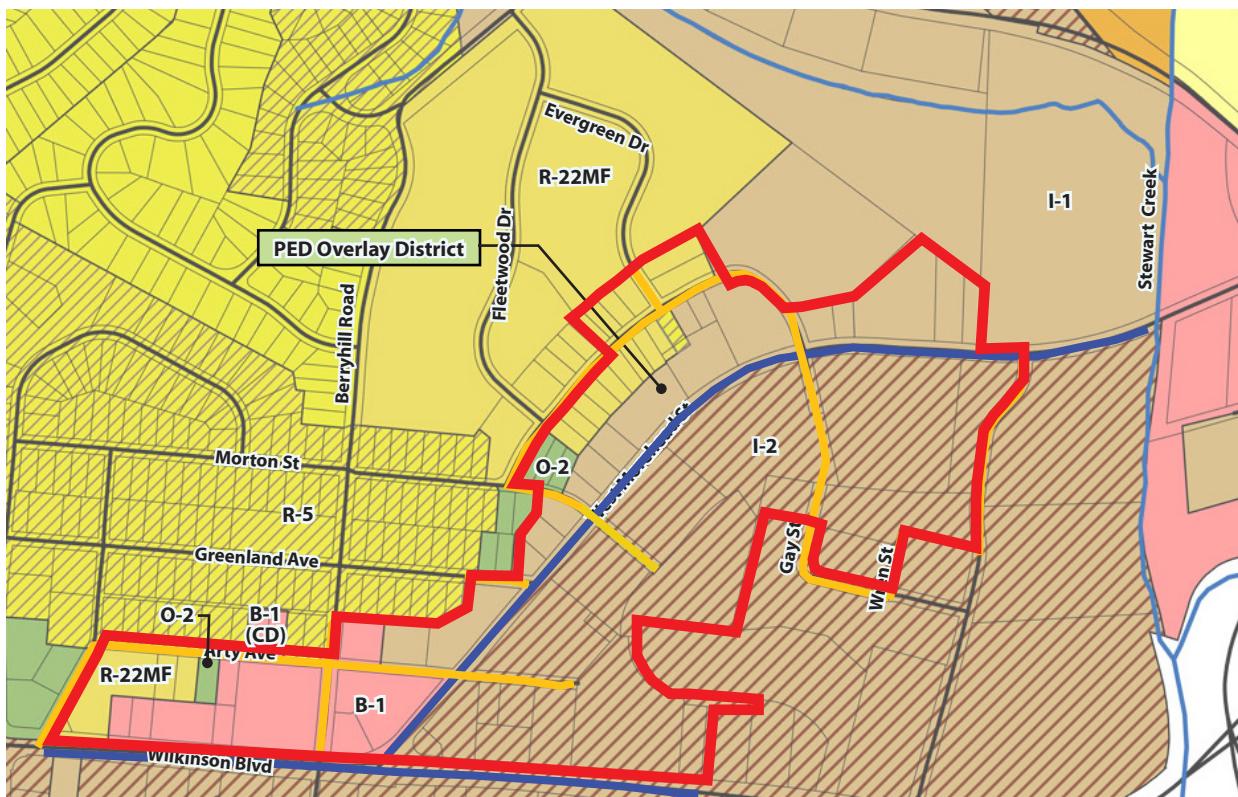 Evergreen Dr
R-22MF
I-1
Stewart Creek
PED Overlay District
Fleetwood Dr
Berryhill Road
Morton St
O-2
I-2
R-5
Greenland Ave
Gay St
O-2
B-1
(CD)
Arty Ave
R-22MF
B-1
Wilkinson Blvd